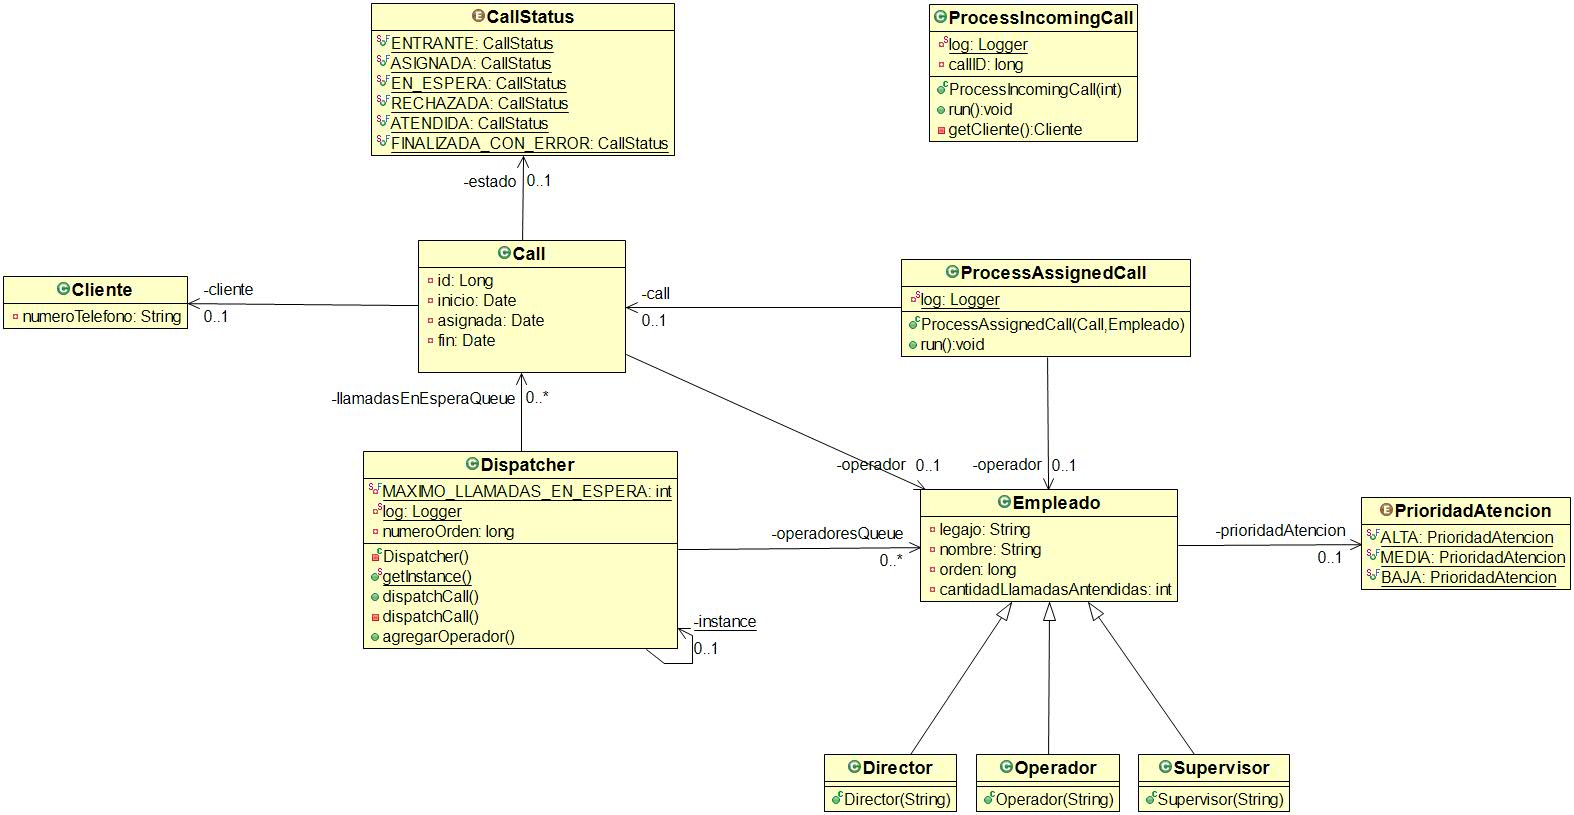 CallStatus
ENTRANTE: CallStatus
ASIGNADA: CallStatus
EN_ESPERA: CallStatus
RECHAZADA: CallStatus
ATENDIDA: CallStatus
FINALIZADA_CON_ERROR: CallStatus
ProcessIncomingCall
log: Logger
callID: long
ProcessIncomingCall(int)
run():void
getCliente():Cliente
-estado 0..1
Call
id: Long
inicio: Date
asignada: Date
fin: Date
Cliente
numeroTelefono: String
-cliente
0..1
-call
0..1
ProcessAssignedCall
log: Logger
ProcessAssignedCall(Call,Empleado)
run():void
-llamadasEnEsperaQueue 0..*
-operador 0..1
-operador 0..1
Dispatcher
MAXIMO_LLAMADAS_EN_ESPERA: int
log: Logger
numeroOrden: long
Dispatcher()
getInstance()
dispatchCall()
dispatchCall()
agregarOperador()
-instance
0..1
-operadoresQueue
0..*
Empleado
legajo: String
nombre: String
orden: long
cantidadLlamadasAntendidas: int
-prioridadAtencion
0..1
PrioridadAtencion
ALTA: PrioridadAtencion
MEDIA: PrioridadAtencion
BAJA: PrioridadAtencion
Director
Director(String)
Operador
Operador(String)
Supervisor
Supervisor(String)